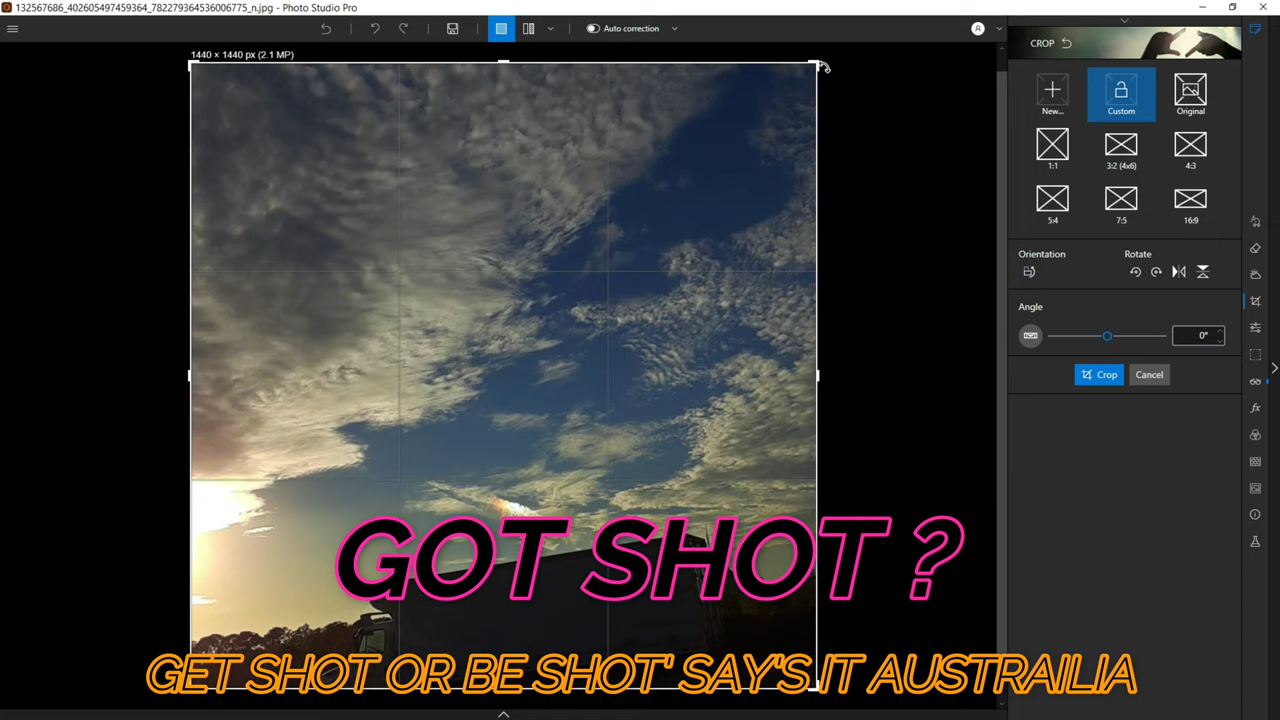 132567686_402605497459364_782279364536006775_n.jpg - Photo Studio Pro
Auto correction
1440 × 1440 px (2.1 MP)
CROP
New...
Custom
Original
1:1
3:2 (4x6)
4:3
5:4
7:5
16:9
Orientation
Rotate
Angle
0°
Crop
Cancel
GOT SHOT ?
GET SHOT OR BE SHOT' SAY'S IT AUSTRAILIA